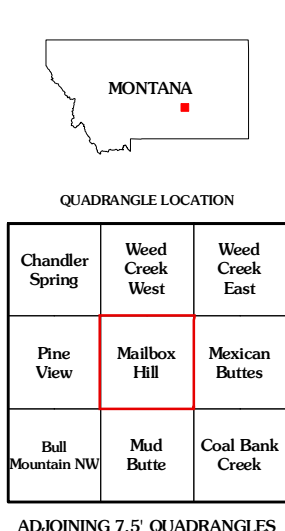 MONTANA
QUADRANGLE LOCATION
Chandler
Spring
Weed
Creek
West
Weed
Creek
East
Pine
View
Mailbox
Hill
Mexican
Buttes
Bull
Mountain NW
Mud
Butte
Coal Bank
Creek
ADJOINING 7.5' QUADRANGLES